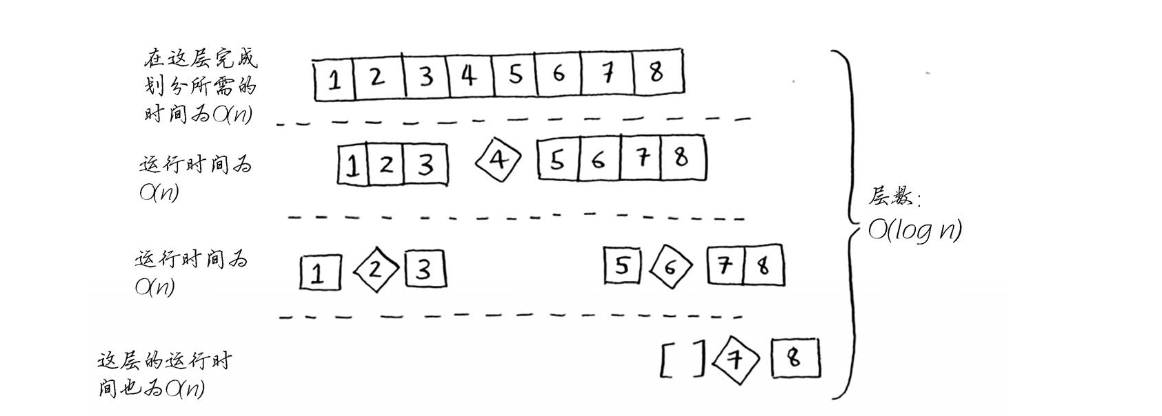 在这层完成
划分所需的
时间为O(n)
1 2 3 4 5 6 7 8
运行时间为
O(n)
1 2 3 4 5 6 7 8
层数:
O(log n)
运行时间为
O(n)
1 2 3 5 6 7 8
这层的运行时
间也为O(n)
[ ] 7 8